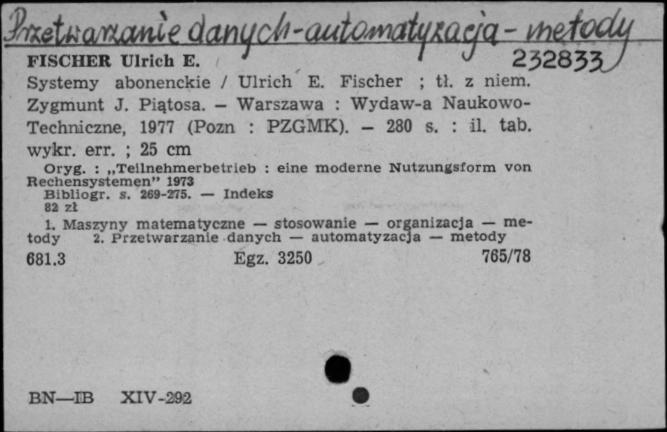 Przetwarzanie danych-automatyzacja-metody
FISCHER Ulrich E. 232833
Systemy abonenckie / Ulrich E. Fischer ; tł. z niem.
Zygmunt J. Piątosa. — Warszawa : Wydaw-a Naukowo-
Techniczne, 1977 (Pozn : PZGMK). — 280 s. : il. tab.
wykr. err. ; 25 cm
Oryg. : „Teilnehmerbetrieb : eine moderne Nutzungsform von
Rechensystemen” 1973
Bibliogr. s. 269-275. — Indeks
82 zł
1. Maszyny matematyczne — stosowanie — organizacja — me-
tody 2. Przetwarzanie danych — automatyzacja — metody
681.3 Egz. 3250 765/78
BN—IB XIV-292